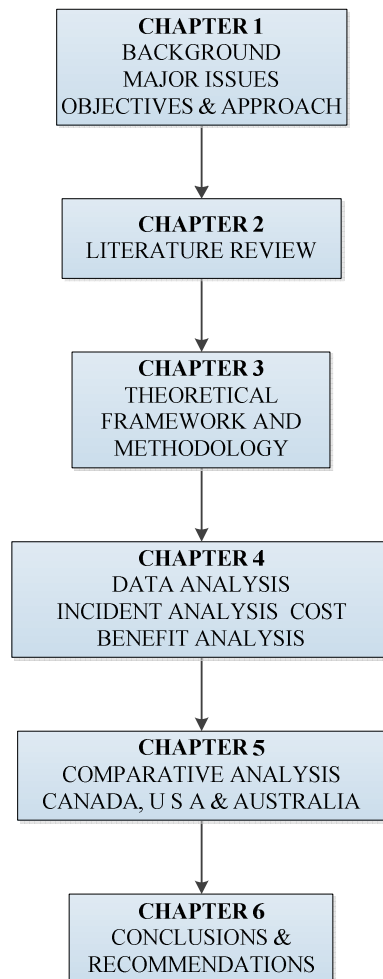 CHAPTER 1
BACKGROUND
MAJOR ISSUES
OBJECTIVES & APPROACH
CHAPTER 2
LITERATURE REVIEW
CHAPTER 3
THEORETICAL
FRAMEWORK AND
METHODOLOGY
CHAPTER 4
DATA ANALYSIS
INCIDENT ANALYSIS COST
BENEFIT ANALYSIS
CHAPTER 5
COMPARATIVE ANALYSIS
CANADA, U S A & AUSTRALIA
CHAPTER 6
CONCLUSIONS &
RECOMMENDATIONS